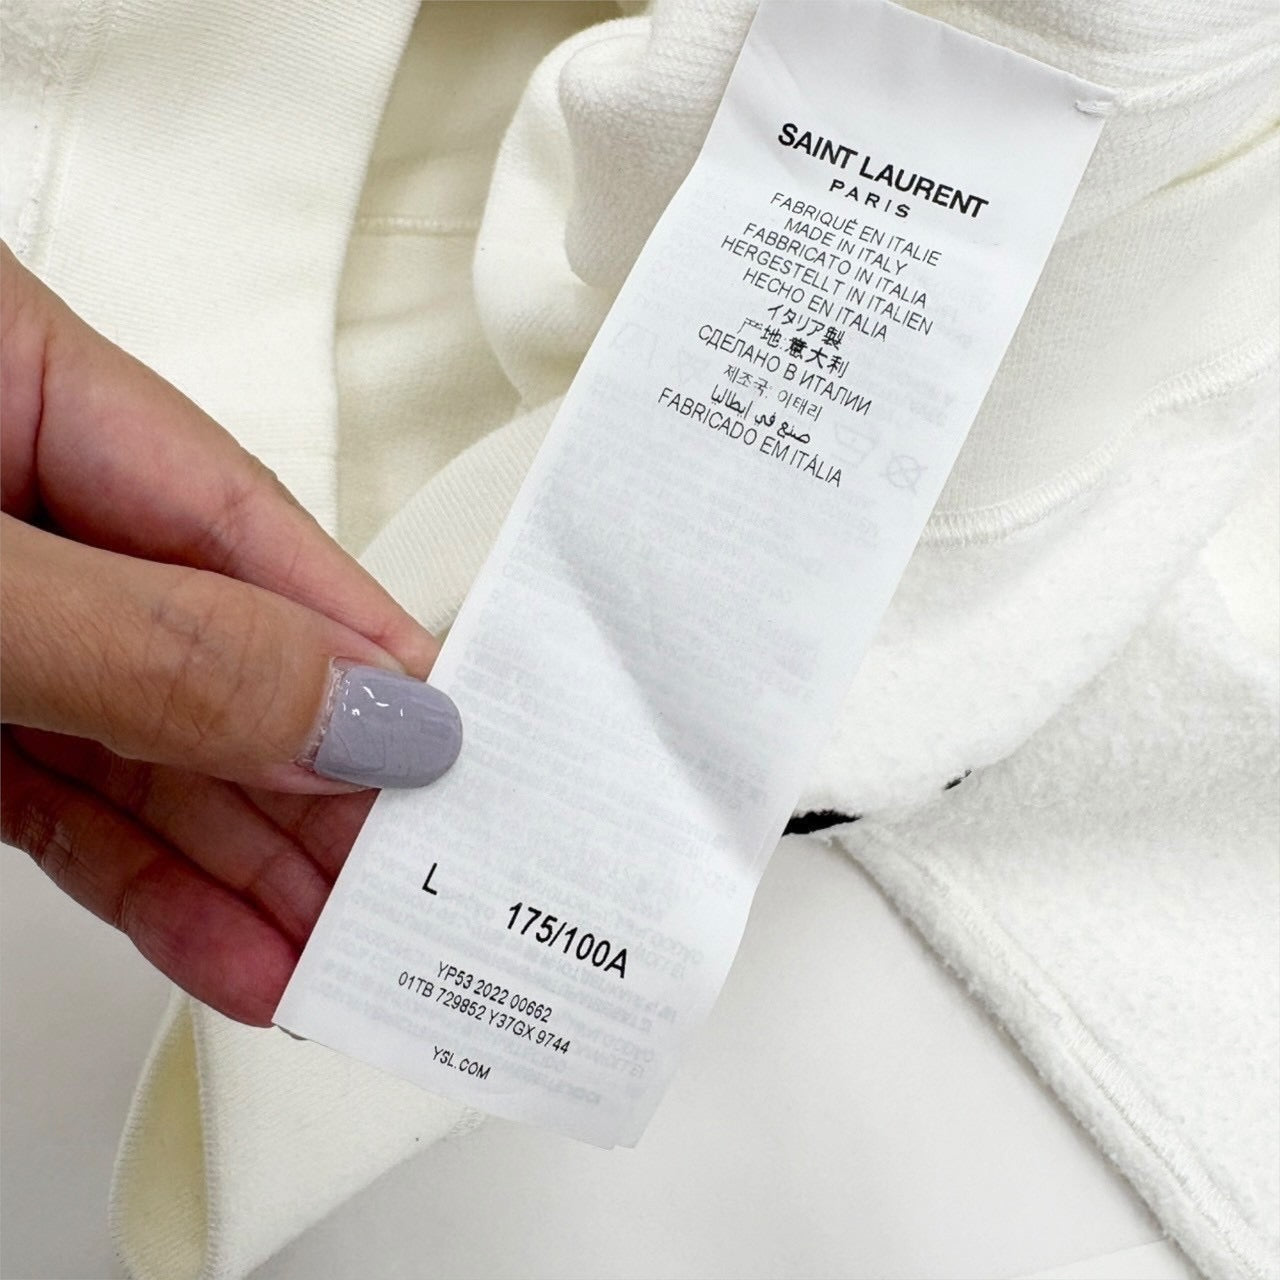 SAINT LAURENT
PARIS
FABRIQUÉ EN ITALIE
MADE IN ITALY
FABBRICATO IN ITALIA
HERGESTELLT IN ITALIEN
HECHO EN ITALIA
イタリア製
产地:意大利
СДЕЛАНО В ИТАЛИИ
제조국: 이태리
صنع في إيطاليا
FABRICADO EM ITÁLIA
L 175/100A
YP53 2022 00662
01TB 729852 Y37GX 9744
YSL.COM